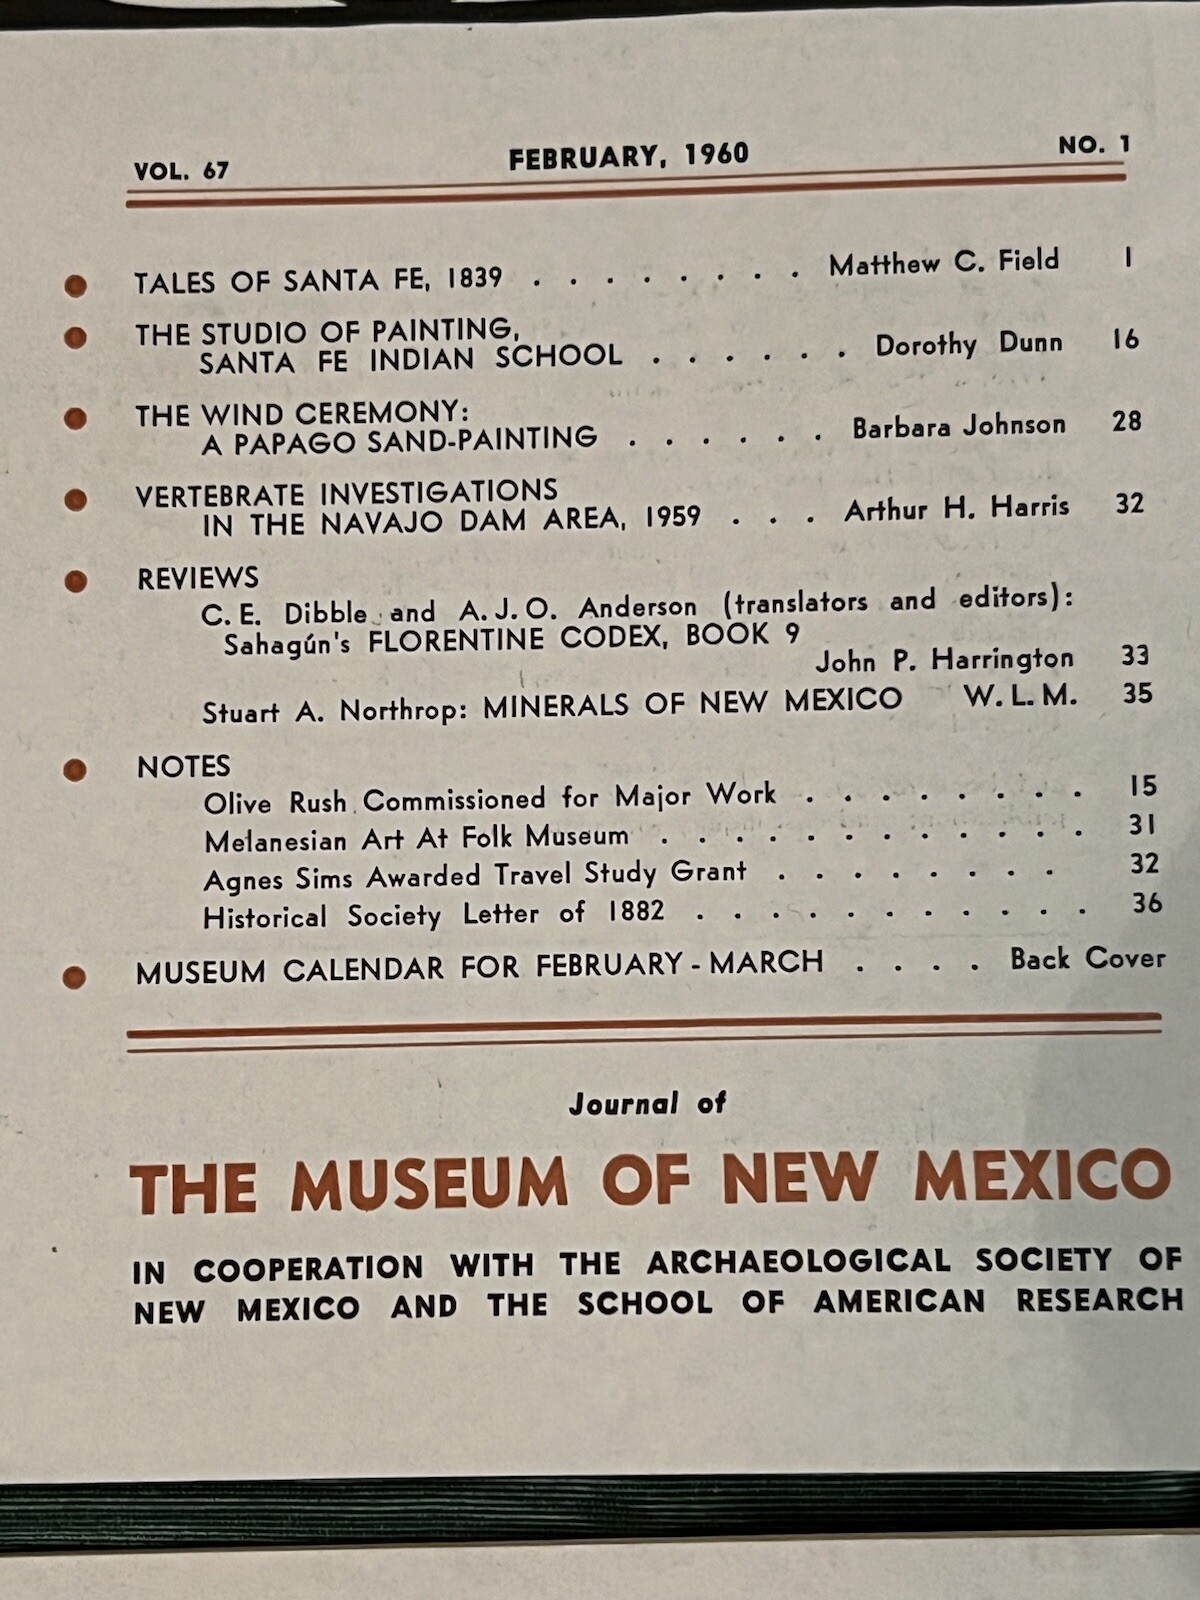 VOL. 67 FEBRUARY, 1960 NO. 1
TALES OF SANTA FE, 1839 . . . . . . . . Matthew C. Field 1
THE STUDIO OF PAINTING,
SANTA FE INDIAN SCHOOL . . . . . . Dorothy Dunn 16
THE WIND CEREMONY:
A PAPAGO SAND-PAINTING . . . . . . Barbara Johnson 28
VERTEBRATE INVESTIGATIONS
IN THE NAVAJO DAM AREA, 1959 . . . Arthur H. Harris 32
REVIEWS
C. E. Dibble and A. J. O. Anderson (translators and editors):
Sahagún's FLORENTINE CODEX, BOOK 9
John P. Harrington 33
Stuart A. Northrop: MINERALS OF NEW MEXICO W. L. M. 35
NOTES
Olive Rush Commissioned for Major Work . . . . . . . . 15
Melanesian Art At Folk Museum . . . . . . . . . . . . 31
Agnes Sims Awarded Travel Study Grant . . . . . . . . 32
Historical Society Letter of 1882 . . . . . . . . . . . 36
MUSEUM CALENDAR FOR FEBRUARY - MARCH . . . . Back Cover
Journal of
THE MUSEUM OF NEW MEXICO
IN COOPERATION WITH THE ARCHAEOLOGICAL SOCIETY OF
NEW MEXICO AND THE SCHOOL OF AMERICAN RESEARCH